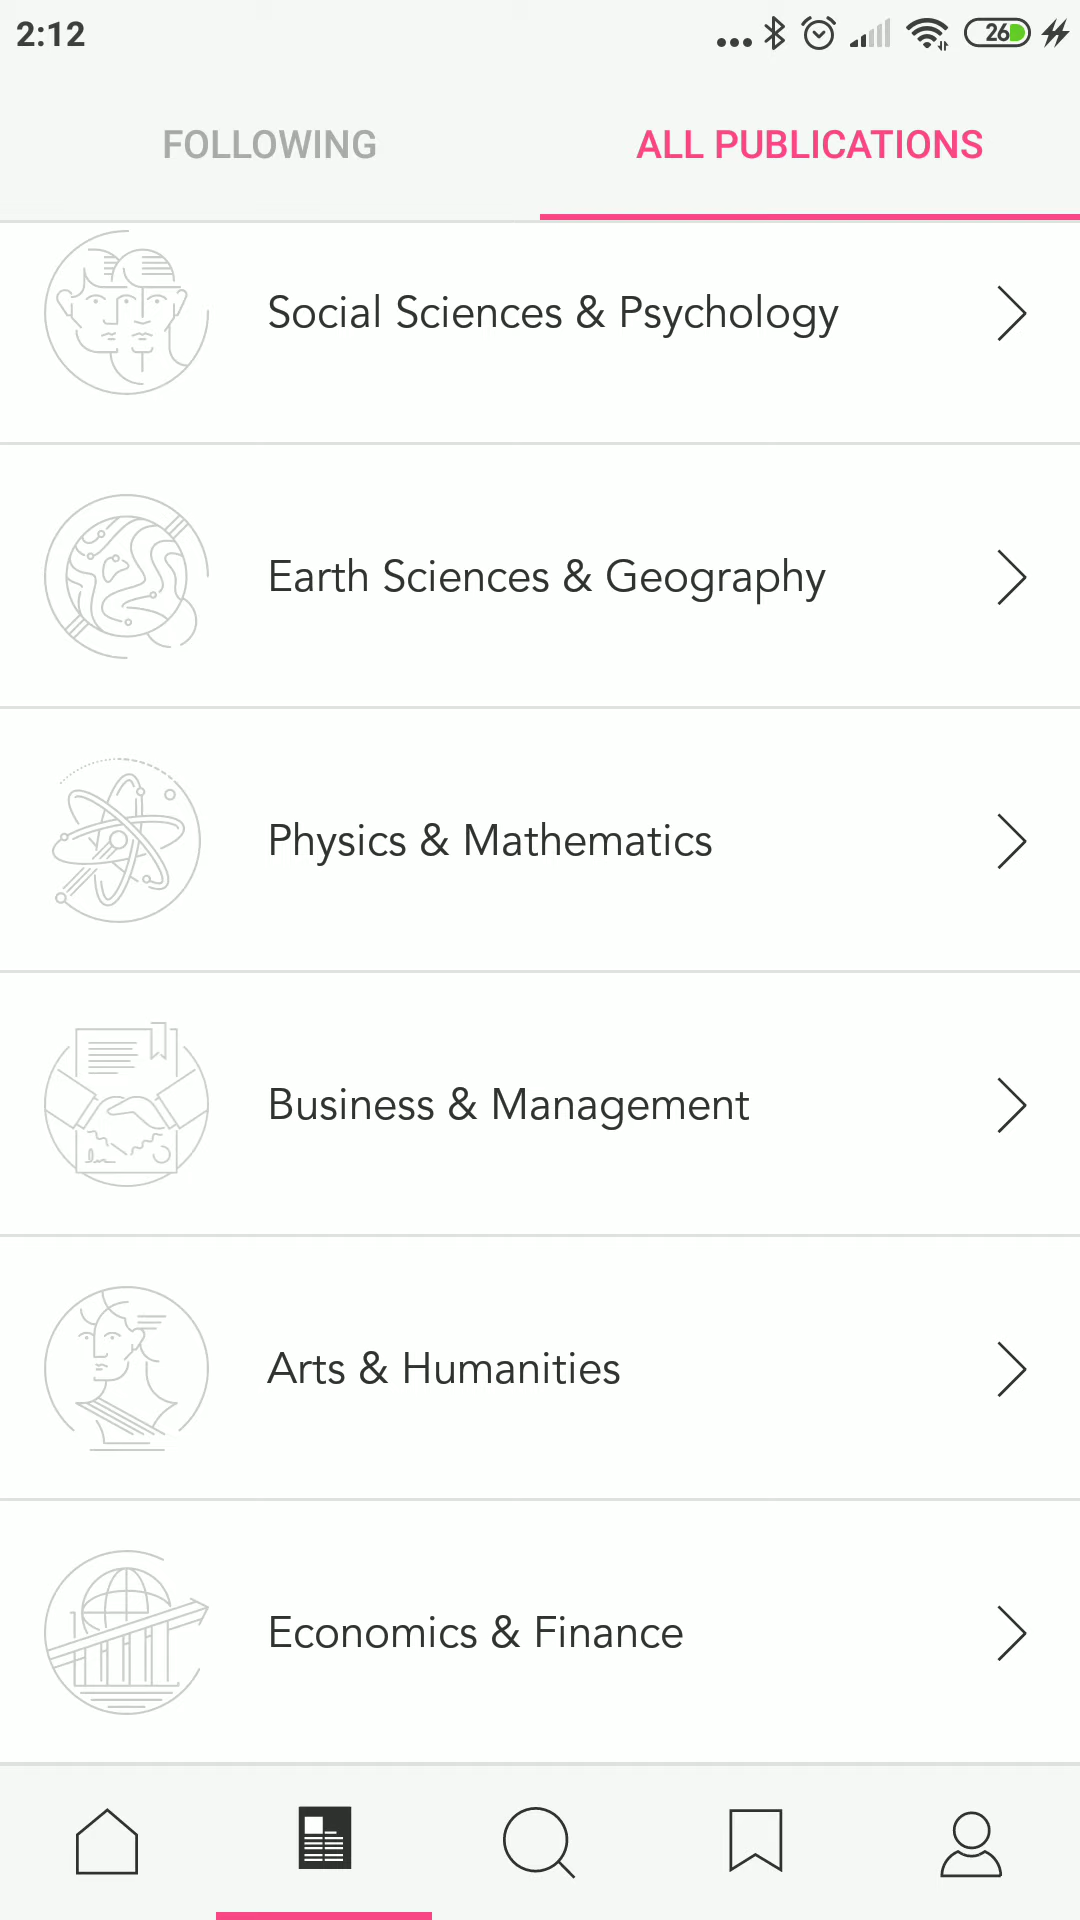 2:12
26
FOLLOWING
ALL PUBLICATIONS
Social Sciences & Psychology
Earth Sciences & Geography
Physics & Mathematics
Business & Management
Arts & Humanities
Economics & Finance